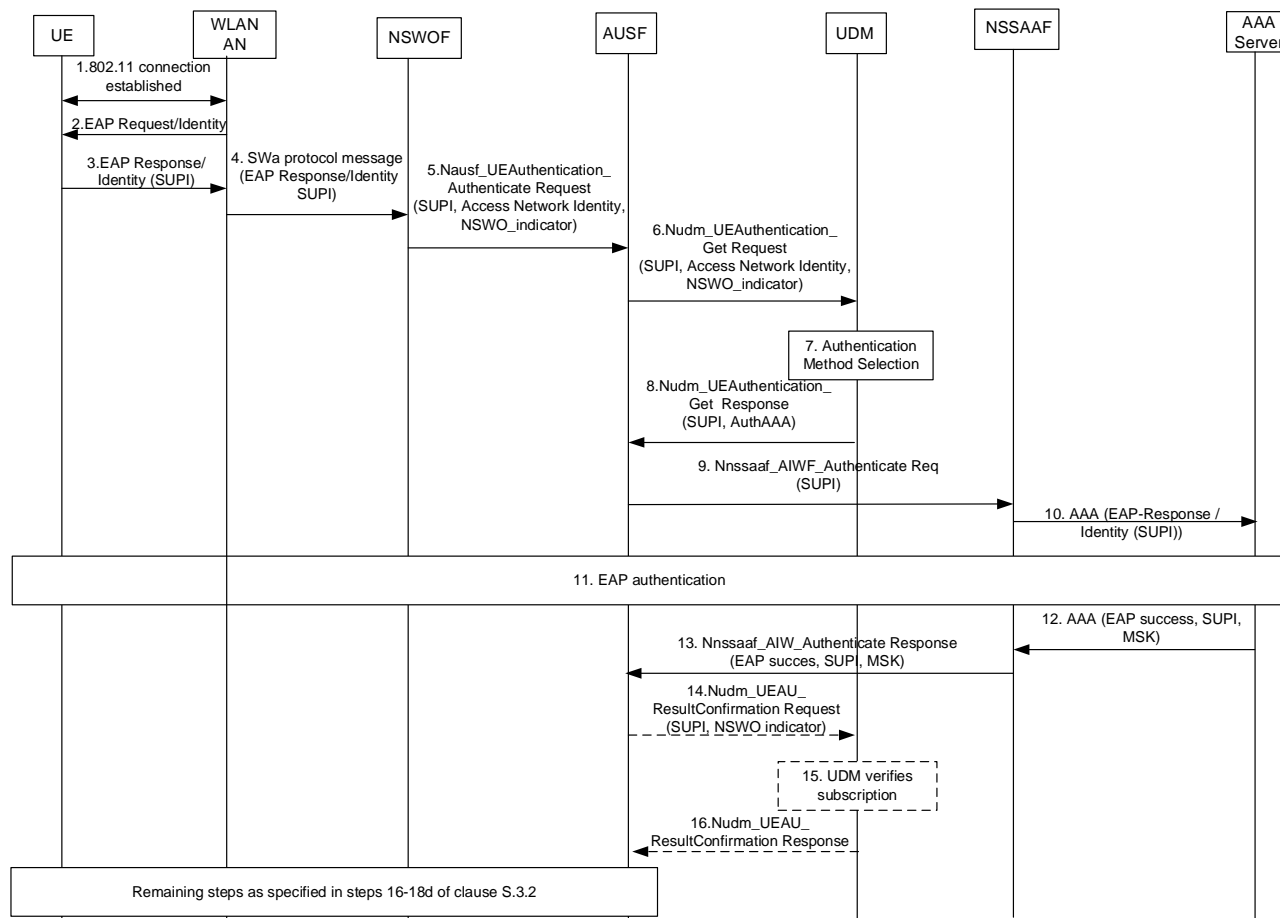 UE
WLAN
AN
NSWOF
AUSF
UDM
NSSAAF
AAA
Server
1.802.11 connection
established
2.EAP Request/Identity
3.EAP Response/
Identity (SUPI)
4. SWa protocol message
(EAP Response/Identity
SUPI)
5.Nausf_UEAuthentication_
Authenticate Request
(SUPI, Access Network Identity,
NSWO_indicator)
6.Nudm_UEAuthentication_
Get Request
(SUPI, Access Network Identity,
NSWO_indicator)
7. Authentication
Method Selection
8.Nudm_UEAuthentication_
Get Response
(SUPI, AuthAAA)
9. Nnssaaf_AIWF_Authenticate Req
(SUPI)
10. AAA (EAP-Response /
Identity (SUPI))
11. EAP authentication
12. AAA (EAP success, SUPI,
MSK)
13. Nnssaaf_AIW_Authenticate Response
(EAP succes, SUPI, MSK)
14.Nudm_UEAU_
ResultConfirmation Request
(SUPI, NSWO indicator)
15. UDM verifies
subscription
16.Nudm_UEAU_
ResultConfirmation Response
Remaining steps as specified in steps 16-18d of clause S.3.2